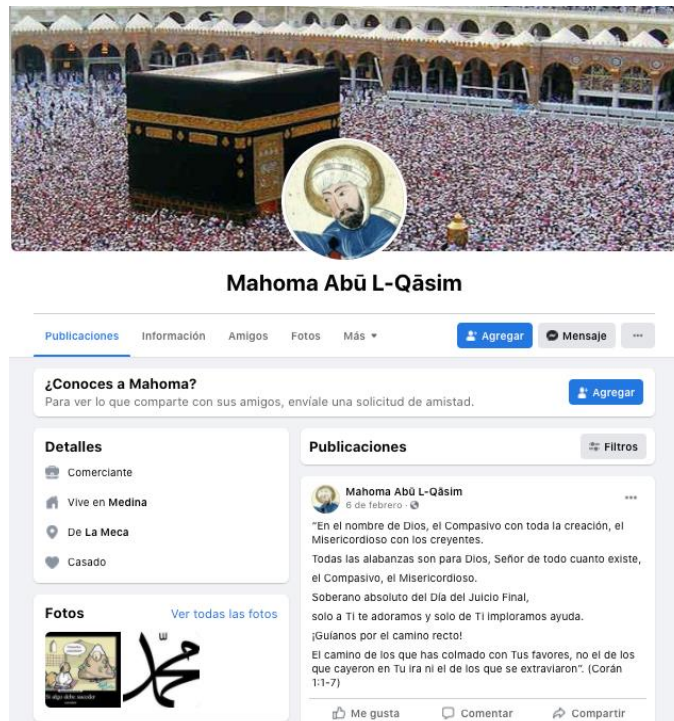 Mahoma Abū L-Qāsim
Publicaciones Información Amigos Fotos Más
Agregar Mensaje
¿Conoces a Mahoma?
Para ver lo que comparte con sus amigos, envíale una solicitud de amistad.
Agregar
Detalles
Comerciante
Vive en Medina
De La Meca
Casado
Fotos Ver todas las fotos
محمد
Publicaciones Filtros
Mahoma Abū L-Qāsim
6 de febrero
"En el nombre de Dios, el Compasivo con toda la creación, el
Misericordioso con los creyentes.
Todas las alabanzas son para Dios, Señor de todo cuanto existe,
el Compasivo, el Misericordioso.
Soberano absoluto del Día del Juicio Final,
solo a Ti te adoramos y solo de Ti imploramos ayuda.
¡Guíanos por el camino recto!
El camino de los que has colmado con Tus favores, no el de los
que cayeron en Tu ira ni el de los que se extraviaron". (Corán
1:1-7)
Me gusta Comentar Compartir